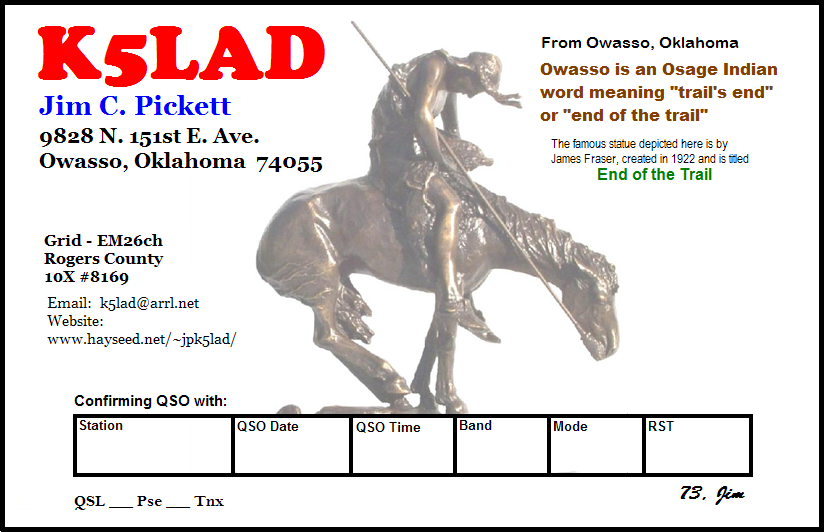 K5LAD
Jim C. Pickett
9828 N. 151st E. Ave.
Owasso, Oklahoma 74055
From Owasso, Oklahoma
Owasso is an Osage Indian
word meaning "trail's end"
or "end of the trail"
The famous statue depicted here is by
James Fraser, created in 1922 and is titled
End of the Trail
Grid - EM26ch
Rogers County
10X #8169
Email: k5lad@arrl.net
Website:
www.hayseed.net/~jpk5lad/
Confirming QSO with:
Station QSO Date QSO Time Band Mode RST
QSL ___ Pse ___ Tnx
73, Jim